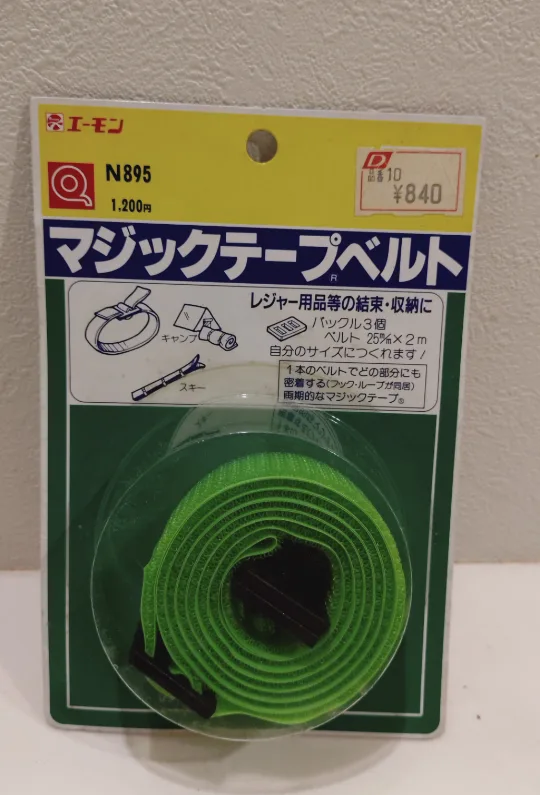 エーモン
N895
1.200円
D
品番10
¥840
マジックテープベルト
R
レジャー用品等の結束・収納に
キャンプ
バックル3個
ベルト 25㎜×2m
自分のサイズにつくれます!
スキー
1本のベルトでどの部分にも
密着する(フック・ループが同居)
画期的なマジックテープ®